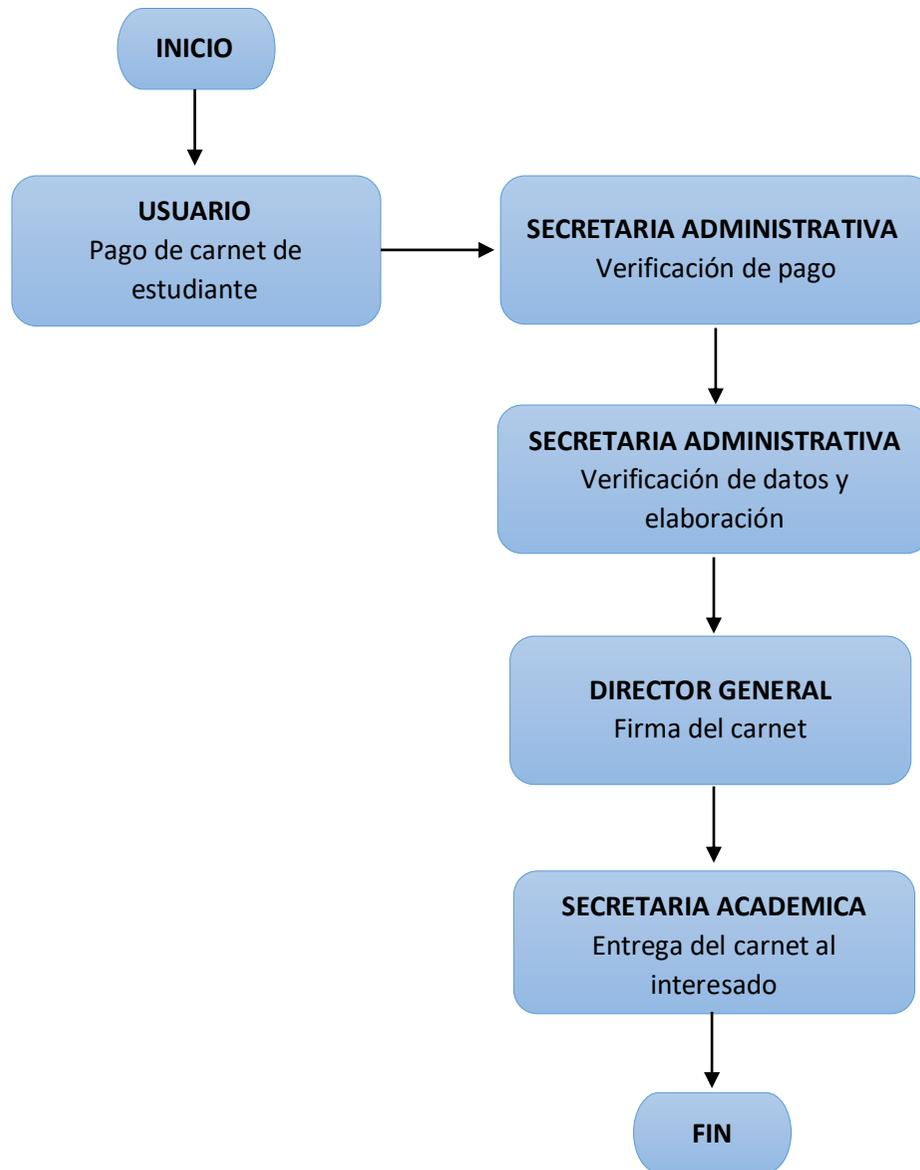 INICIO
USUARIO
Pago de carnet de
estudiante
SECRETARIA ADMINISTRATIVA
Verificación de pago
SECRETARIA ADMINISTRATIVA
Verificación de datos y
elaboración
DIRECTOR GENERAL
Firma del carnet
SECRETARIA ACADEMICA
Entrega del carnet al
interesado
FIN